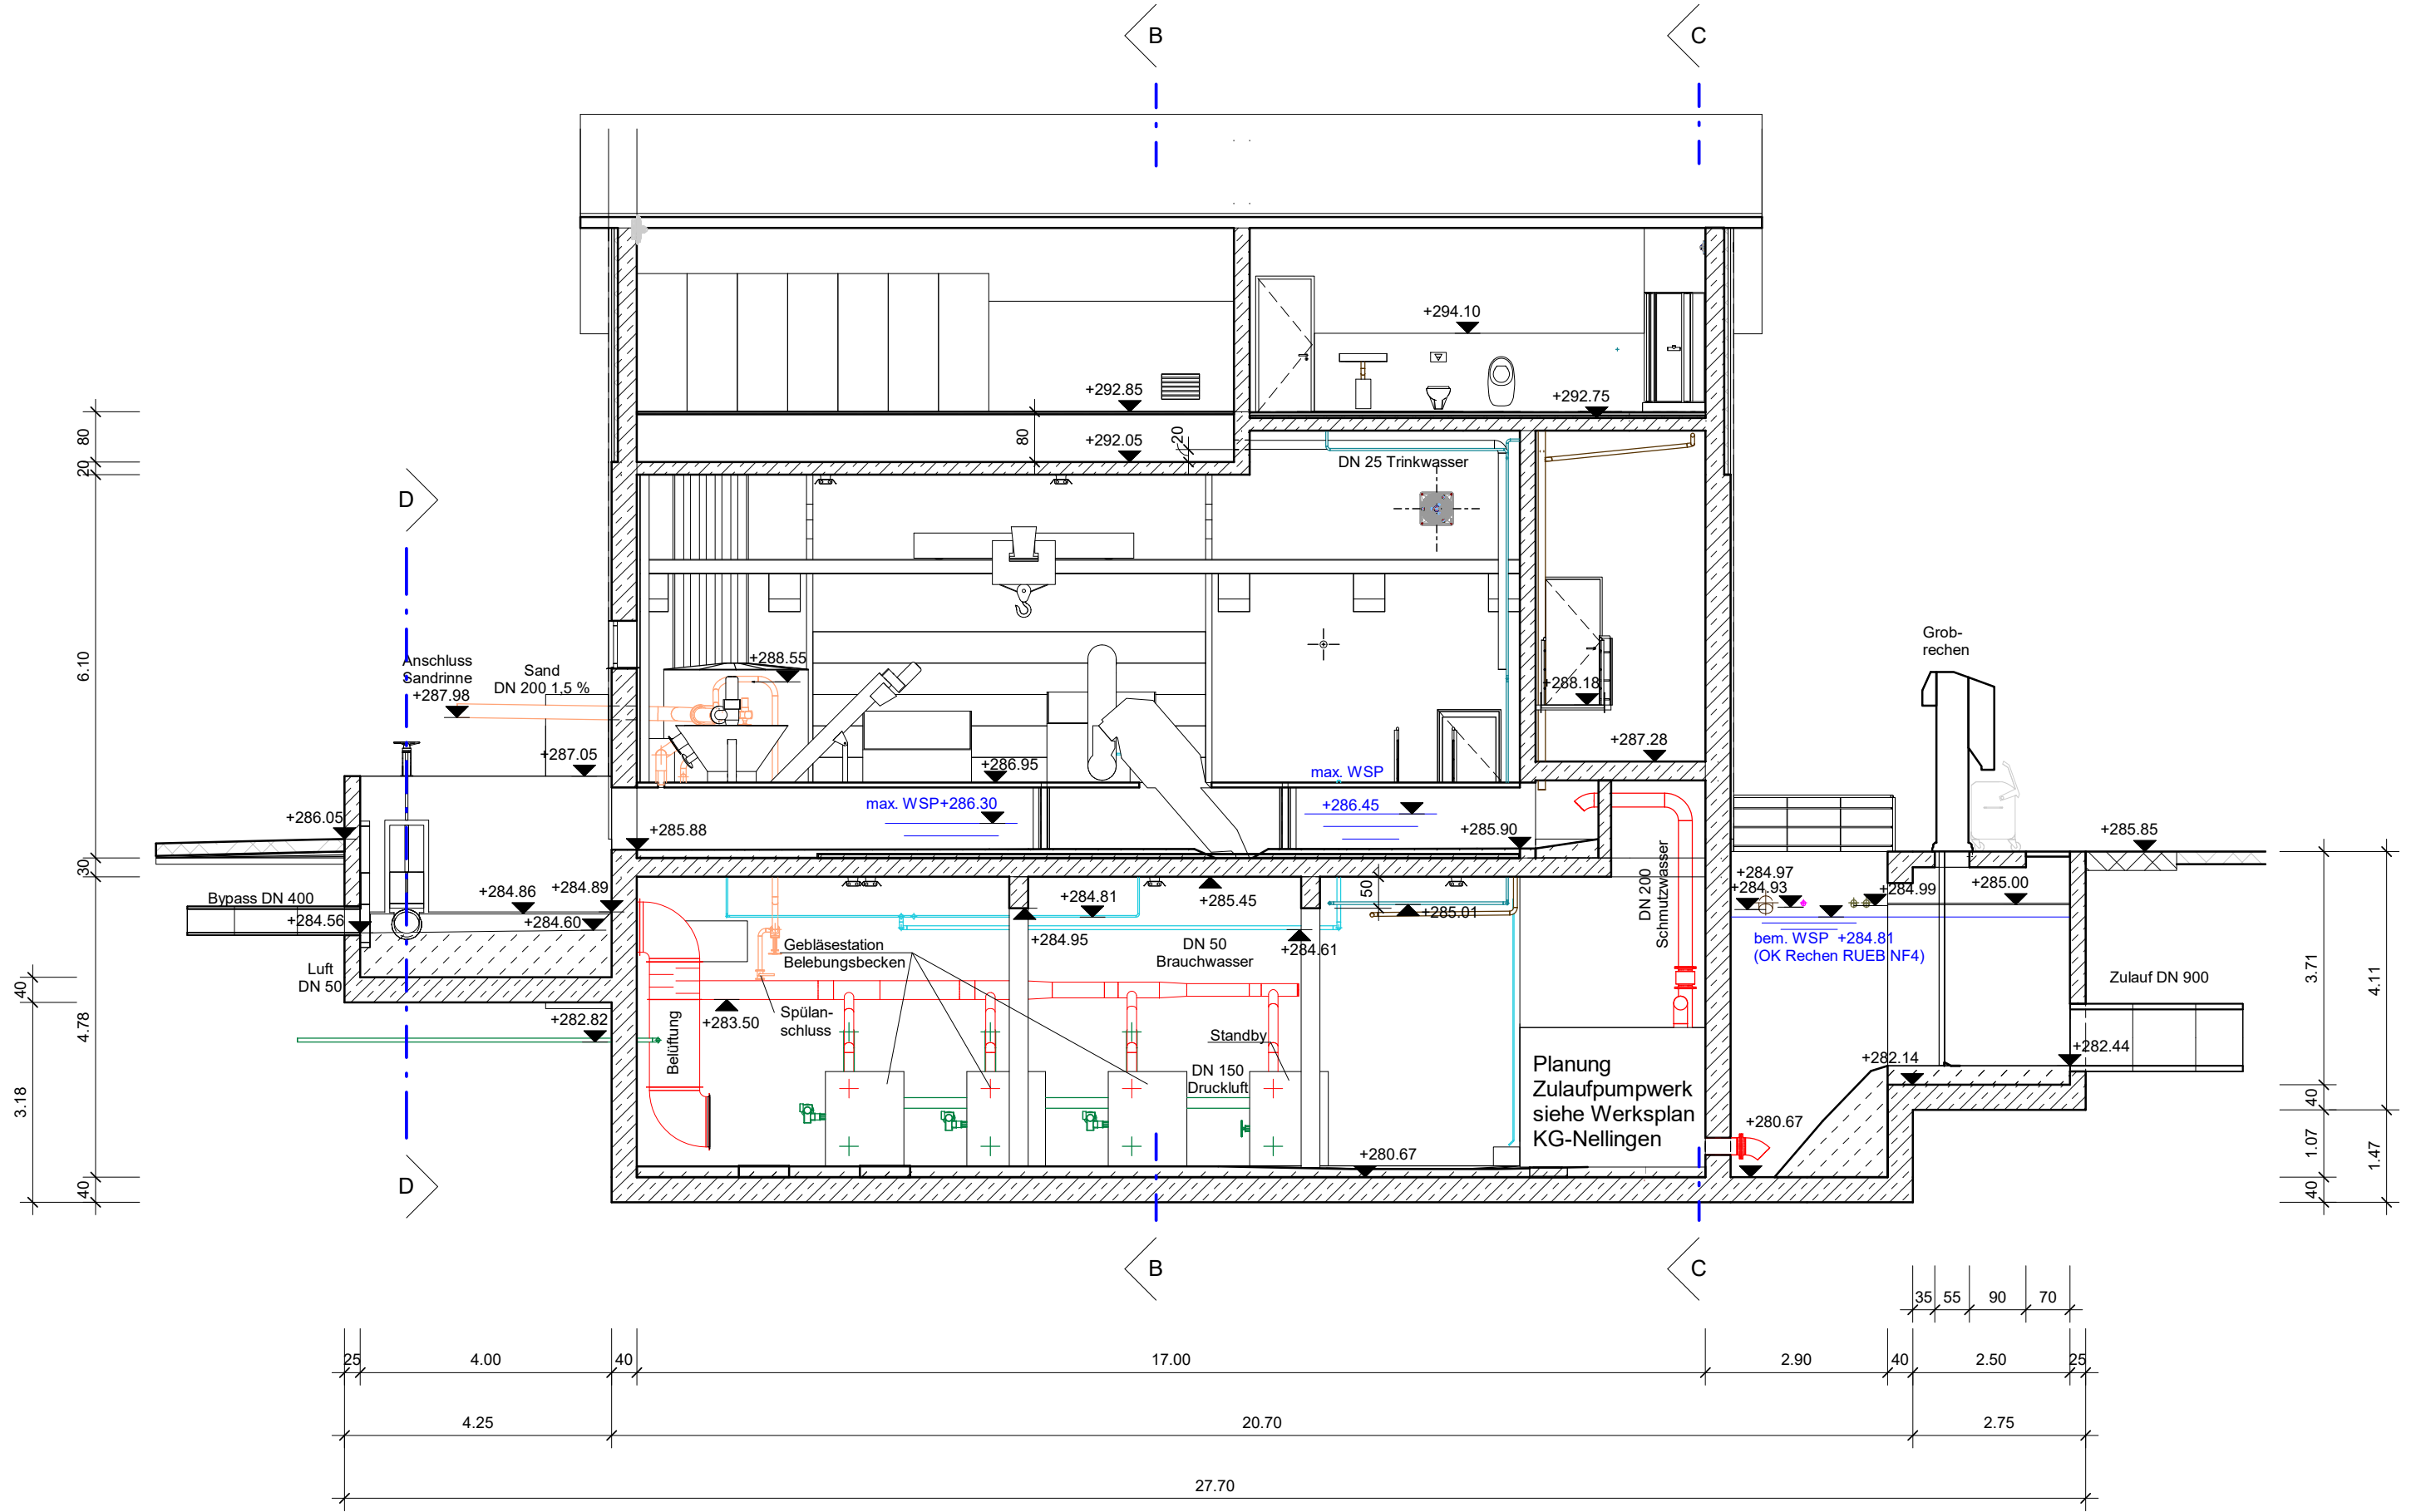 B
C
+294.10
+292.85
+292.75
80
80
+292.05
20
20
DN 25 Trinkwasser
D
6.10
Grob-
rechen
Anschluss
Sandrinne
+287.98
Sand
DN 200 1,5 %
+288.55
+288.18
+287.28
+287.05
+286.95
max. WSP
max. WSP+286.30
+286.45
+286.05
+285.88
+285.90
+285.85
30
DN 200
Schmutzwasser
+284.97
+284.93
+284.99
+285.00
Bypass DN 400
+284.86
+284.89
+284.81
+285.45
50
+285.01
+284.56
+284.60
+284.95
+284.61
Gebläsestation
Belebungsbecken
DN 50
Brauchwasser
bem. WSP +284.81
(OK Rechen RUEB NF4)
Luft
DN 50
40
3.71
4.11
Zulauf DN 900
+283.50
Spülan-
schluss
Belüftung
Standby
+282.82
4.78
+282.14
+282.44
DN 150
Druckluft
Planung
Zulaufpumpwerk
siehe Werksplan
KG-Nellingen
3.18
40
+280.67
+280.67
1.07
1.47
40
40
D
B
C
35
55
90
70
25
4.00
40
17.00
2.90
40
2.50
25
4.25
20.70
2.75
27.70